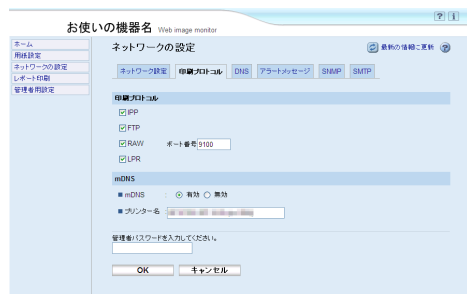 お使いの機器名 Web image monitor
? i
ホーム
用紙設定
ネットワークの設定
レポート印刷
管理者用設定
ネットワークの設定
最新の情報に更新 ?
ネットワーク設定 印刷プロトコル DNS アラートメッセージ SNMP SMTP
印刷プロトコル
IPP
FTP
RAW ポート番号 9100
LPR
mDNS
mDNS : 有効 無効
プリンター名 :
管理者パスワードを入力してください。
OK キャンセル